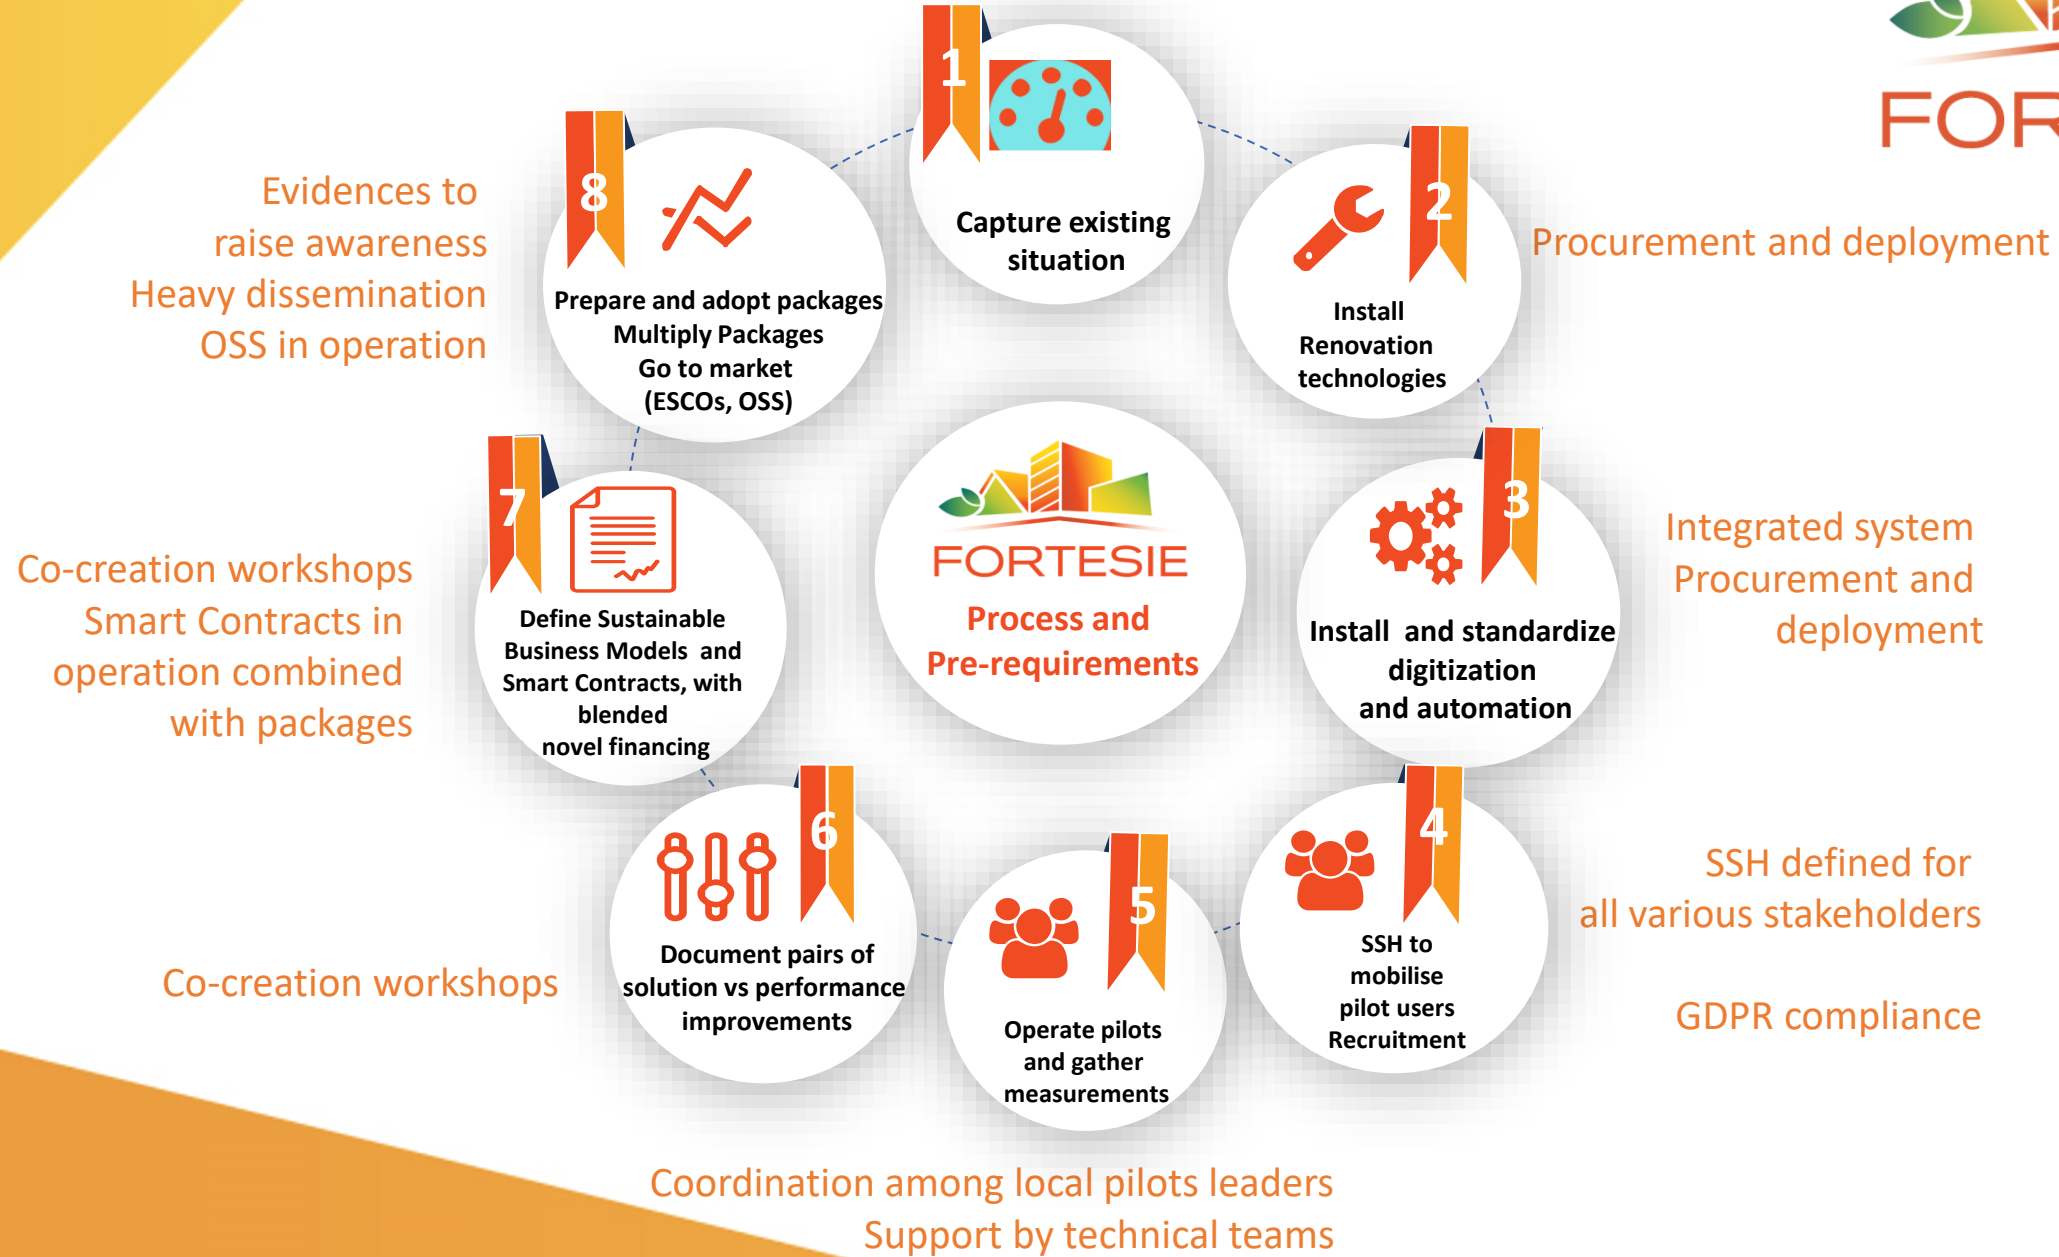 FOR
1
Capture existing
situation
2
Install
Renovation
technologies
Procurement and deployment
3
Install and standardize
digitization
and automation
Integrated system
Procurement and
deployment
4
SSH to
mobilise
pilot users
Recruitment
SSH defined for
all various stakeholders
GDPR compliance
5
Operate pilots
and gather
measurements
Coordination among local pilots leaders
Support by technical teams
6
Document pairs of
solution vs performance
improvements
Co-creation workshops
7
Define Sustainable
Business Models and
Smart Contracts, with
blended
novel financing
Co-creation workshops
Smart Contracts in
operation combined
with packages
8
Prepare and adopt packages
Multiply Packages
Go to market
(ESCOs, OSS)
Evidences to
raise awareness
Heavy dissemination
OSS in operation
FORTESIE
Process and
Pre-requirements